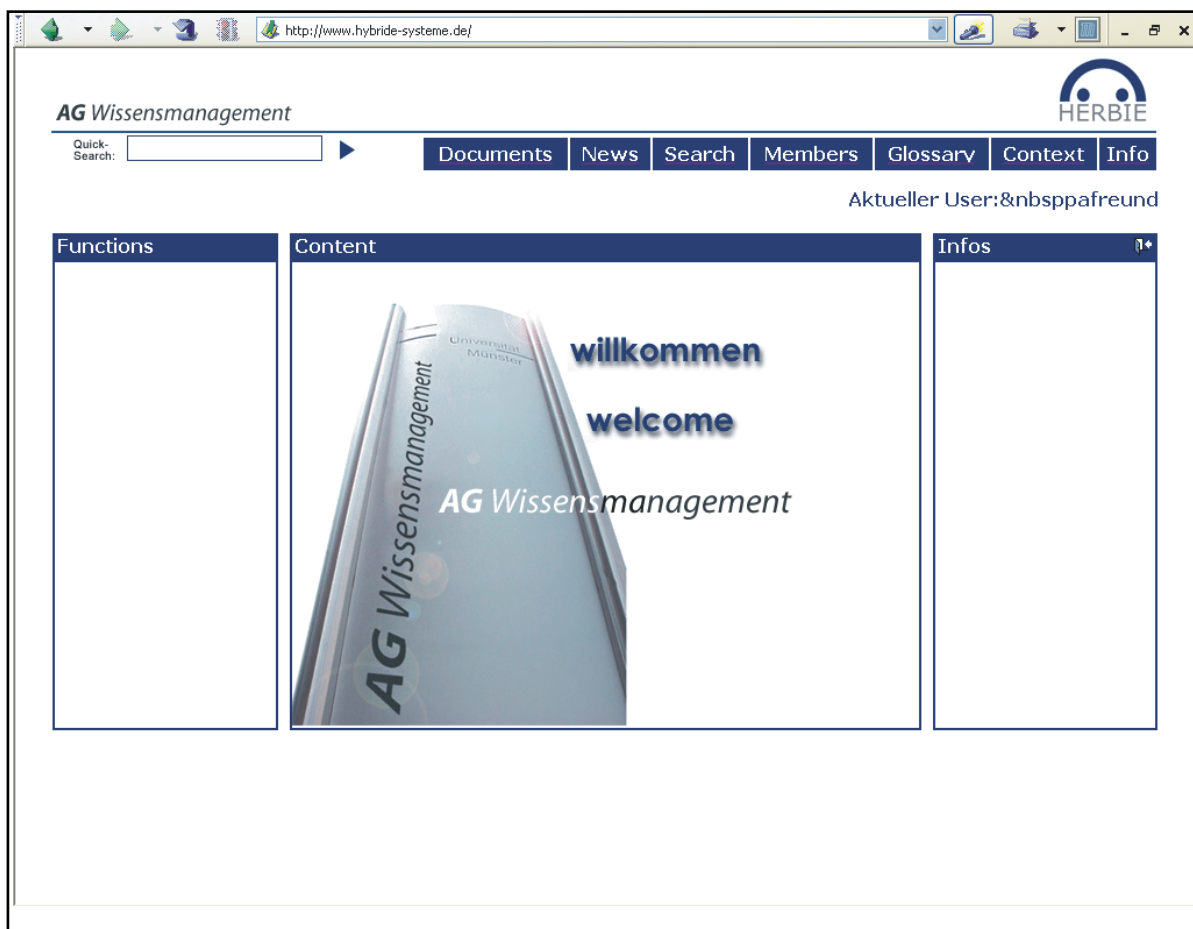 http://www.hybride-systeme.de/
HERBIE
AG Wissensmanagement
Quick-
Search:
Documents News Search Members Glossary Context Info
Aktueller User:&nbsppafreund
Functions
Content
Infos
Universität
Münster
willkommen
welcome
AG Wissensmanagement
AG Wissensmanagement